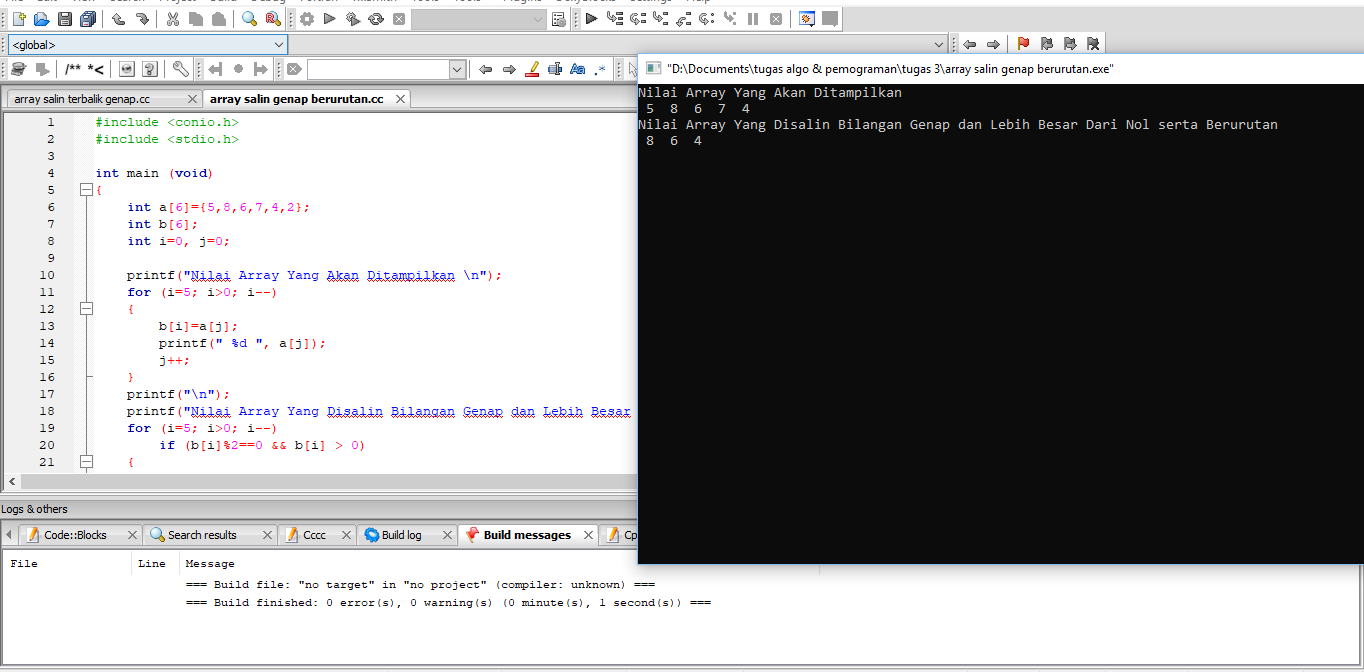 <global>
"D:\Documents\tugas algo & pemograman\tugas 3\array salin genap berurutan.exe"
/** *<
Aa
.*
array salin terbalik genap.cc
array salin genap berurutan.cc
1 #include <conio.h>
2 #include <stdio.h>
3
4 int main (void)
5 {
6 int a[6]={5,8,6,7,4,2};
7 int b[6];
8 int i=0, j=0;
9
10 printf("Nilai Array Yang Akan Ditampilkan \n");
11 for (i=5; i>0; i--)
12 {
13 b[i]=a[j];
14 printf(" %d ", a[j]);
15 j++;
16 }
17 printf("\n");
18 printf("Nilai Array Yang Disalin Bilangan Genap dan Lebih Besar
19 for (i=5; i>0; i--)
20 if (b[i]%2==0 && b[i] > 0)
21 {
Nilai Array Yang Akan Ditampilkan
5 8 6 7 4
Nilai Array Yang Disalin Bilangan Genap dan Lebih Besar Dari Nol serta Berurutan
8 6 4
Logs & others
Code::Blocks
Search results
Cccc
Build log
Build messages
Cp
File Line Message
=== Build file: "no target" in "no project" (compiler: unknown) ===
=== Build finished: 0 error(s), 0 warning(s) (0 minute(s), 1 second(s)) ===